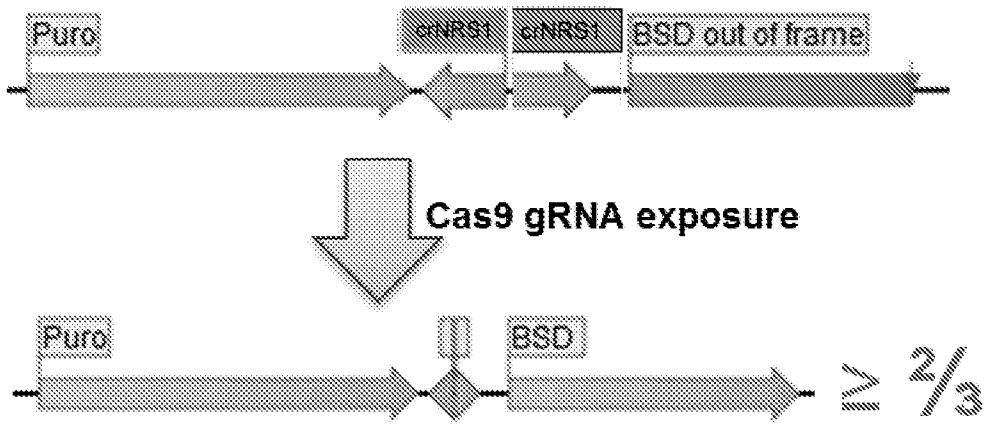 Puro crNRS1 crNRS1 BSD out of frame
Cas9 gRNA exposure
Puro BSD ≥ 2/3